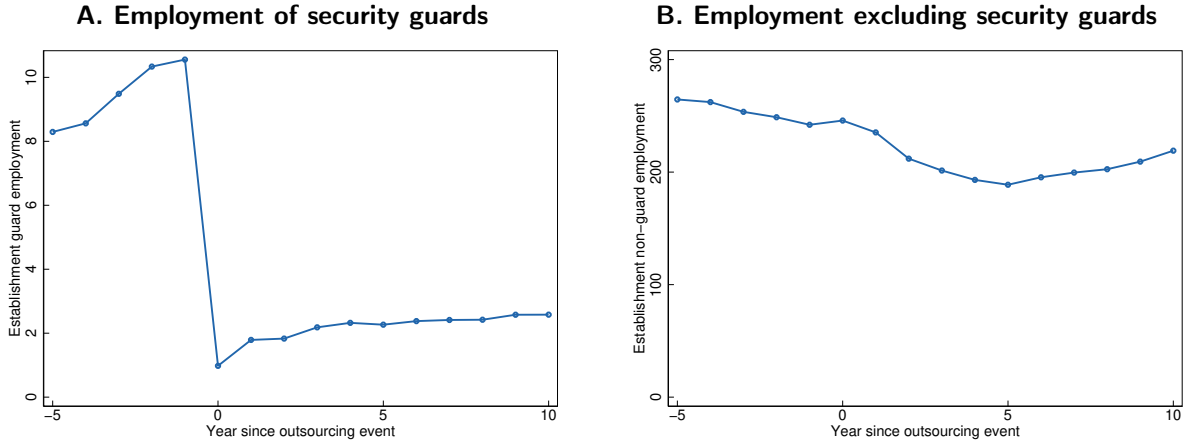 A. Employment of security guards
Establishment guard employment
10
8
6
4
2
0
−5 0 5 10
Year since outsourcing event
B. Employment excluding security guards
Establishment non−guard employment
300
200
100
0
−5 0 5 10
Year since outsourcing event